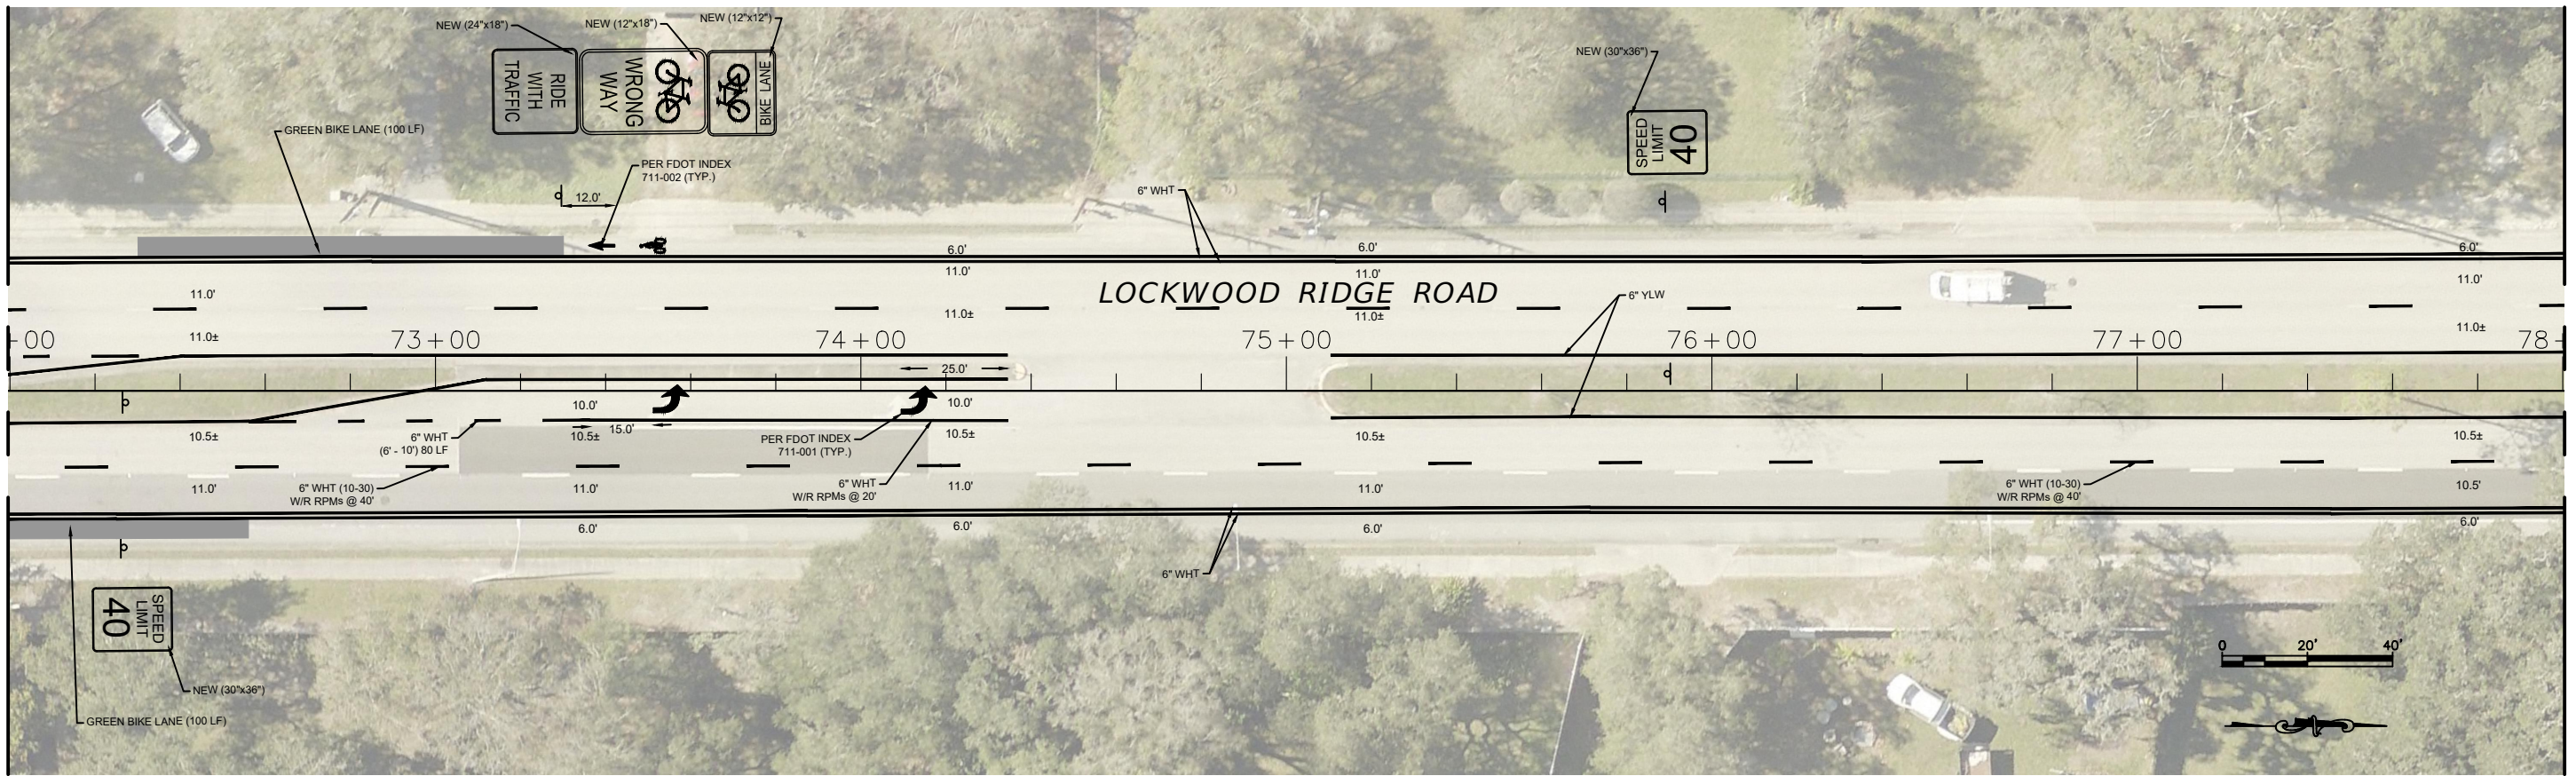 NEW (24"x18")
NEW (12"x18")
NEW (12"x12")
RIDE
WITH
TRAFFIC
WRONG
WAY
BIKE LANE
NEW (30"x36")
SPEED
LIMIT
40
GREEN BIKE LANE (100 LF)
PER FDOT INDEX
711-002 (TYP.)
12.0'
6" WHT
6.0'
6.0'
6.0'
11.0'
11.0'
11.0'
11.0'
LOCKWOOD RIDGE ROAD
6" YLW
11.0±
11.0±
11.0±
11.0±
+00
73+00
74+00
75+00
76+00
77+00
78+
25.0'
10.0'
10.0'
10.5±
6" WHT
(6' - 10') 80 LF
10.5±
15.0'
PER FDOT INDEX
711-001 (TYP.)
10.5±
10.5±
10.5±
11.0'
6" WHT (10-30)
W/R RPMs @ 40'
11.0'
6" WHT
W/R RPMs @ 20'
11.0'
11.0'
6" WHT (10-30)
W/R RPMs @ 40'
10.5'
6.0'
6.0'
6.0'
6.0'
6" WHT
SPEED
LIMIT
40
NEW (30"x36")
GREEN BIKE LANE (100 LF)
0 20' 40'